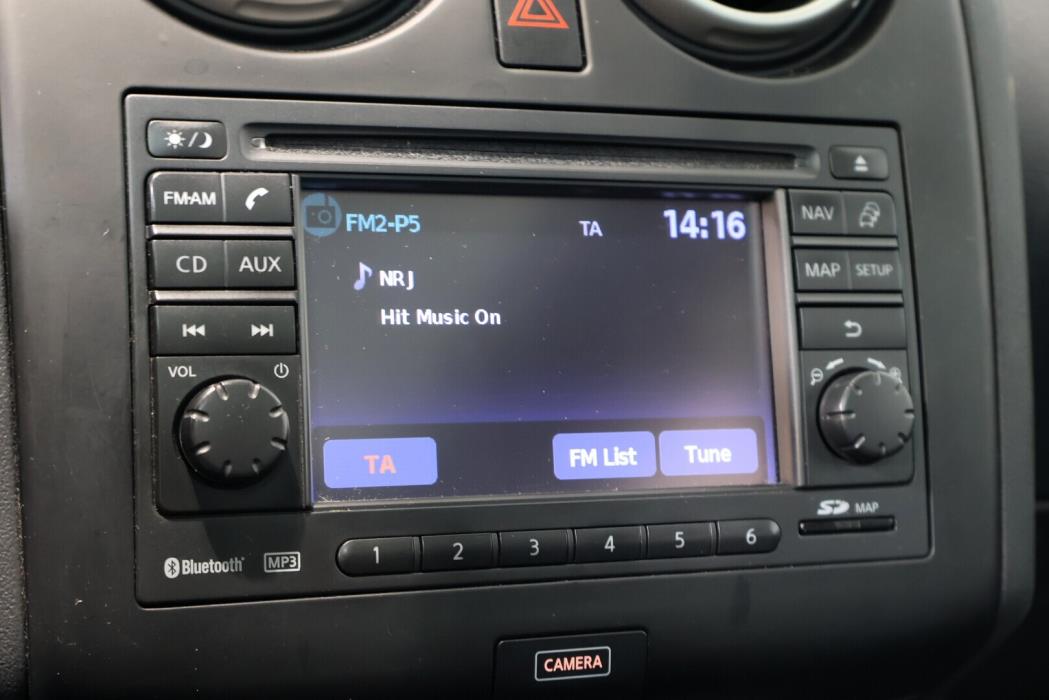 FM·AM
CD AUX
VOL
FM2-P5 TA 14:16
NRJ
Hit Music On
TA FM List Tune
NAV
MAP SETUP
SD MAP
1 2 3 4 5 6
Bluetooth MP3
CAMERA